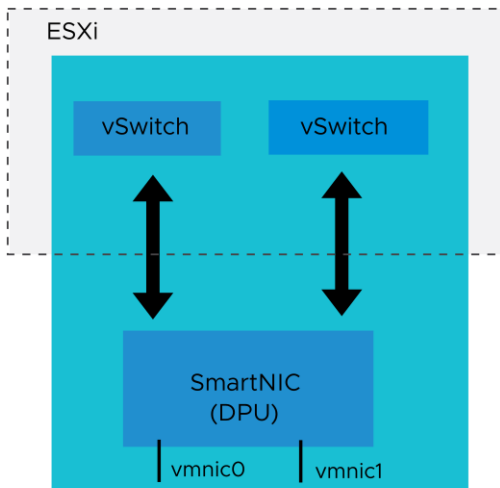 ESXi
vSwitch
vSwitch
SmartNIC
(DPU)
vmnic0
vmnic1